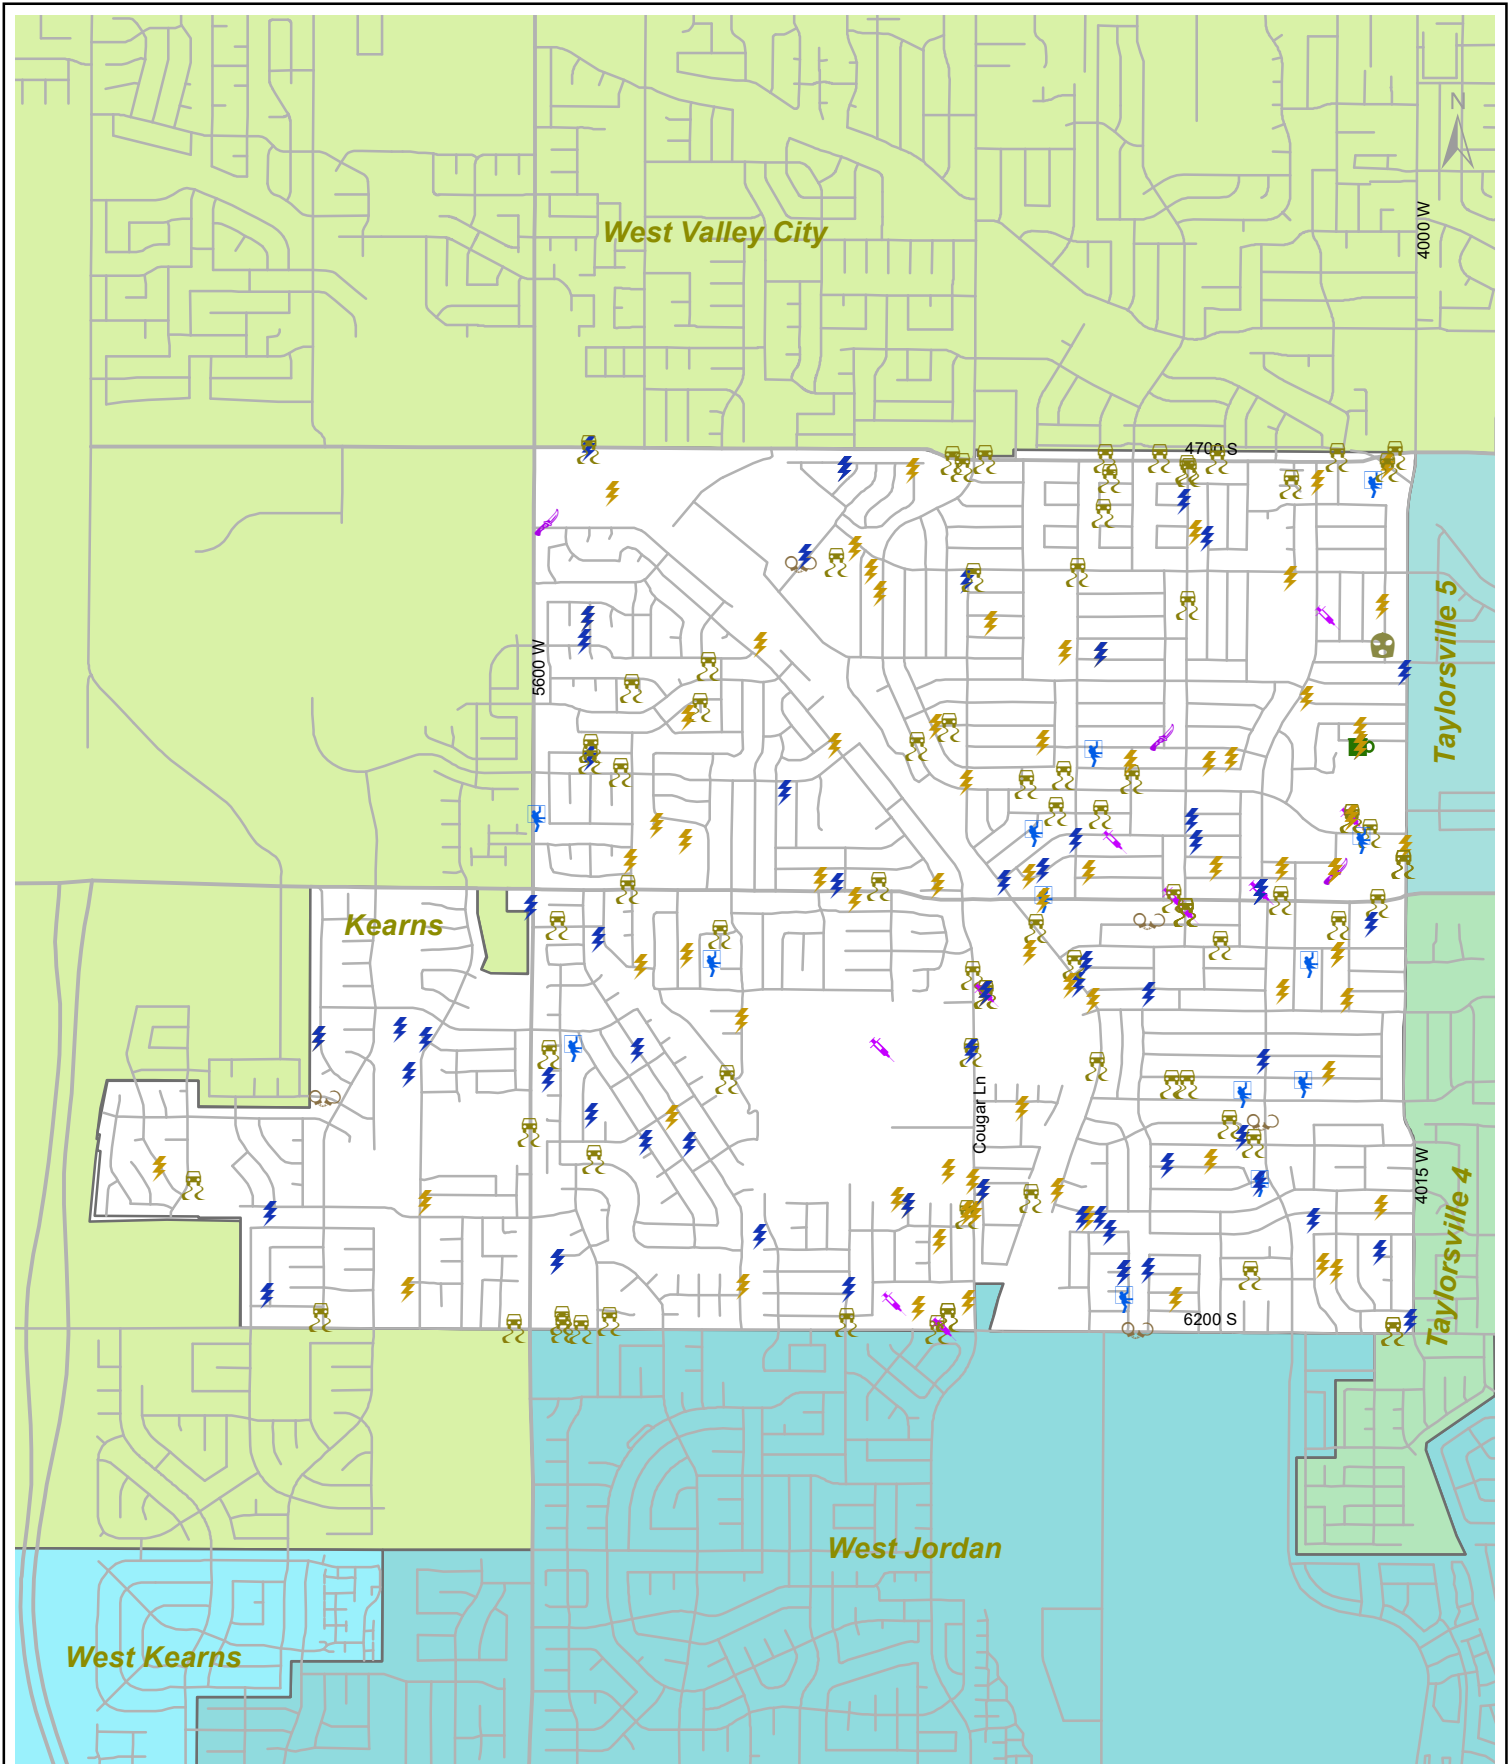 N
4000 W
West Valley City
4700 S
Taylorsville 5
5600 W
Kearns
Cougar Ln
4015 W
Taylorsville 4
6200 S
West Jordan
West Kearns